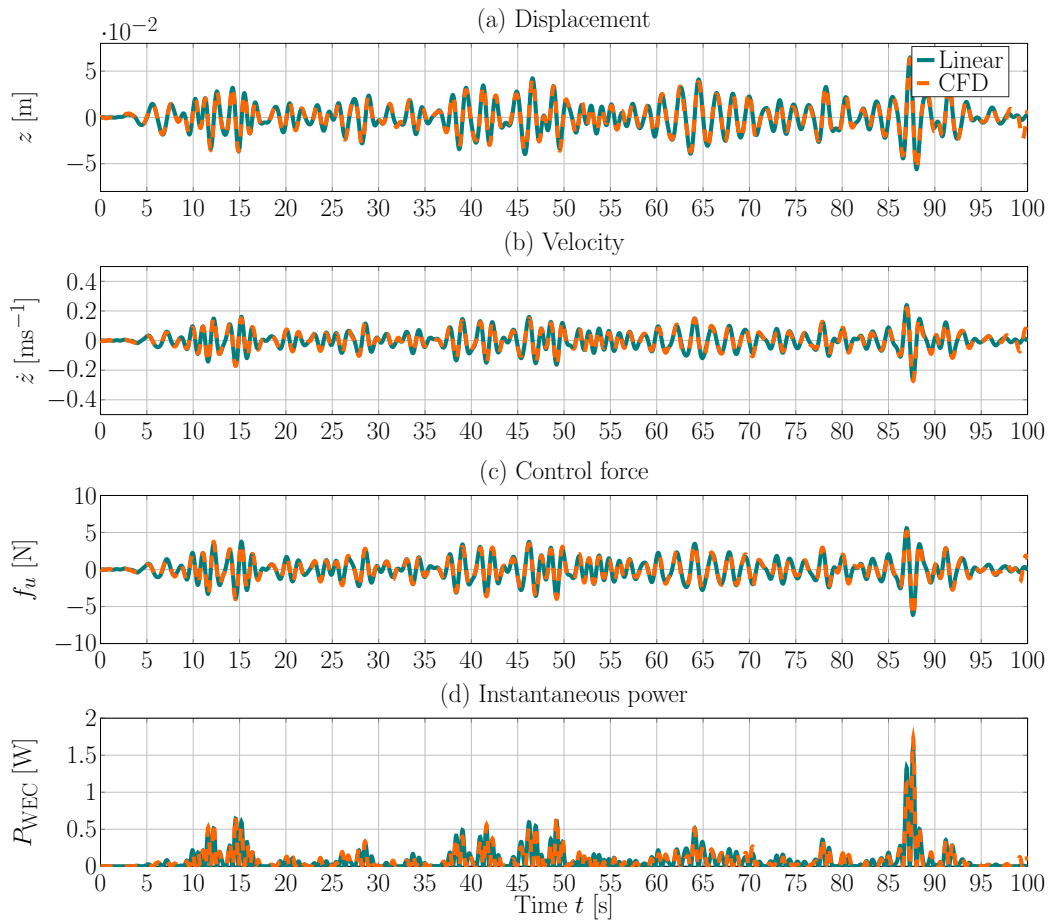 (a) Displacement
·10−2
5
0
−5
z [m]
Linear
CFD
0 5 10 15 20 25 30 35 40 45 50 55 60 65 70 75 80 85 90 95 100
(b) Velocity
0.4
0.2
0
−0.2
−0.4
ż [ms−1]
0 5 10 15 20 25 30 35 40 45 50 55 60 65 70 75 80 85 90 95 100
(c) Control force
10
5
0
−5
−10
fu [N]
0 5 10 15 20 25 30 35 40 45 50 55 60 65 70 75 80 85 90 95 100
(d) Instantaneous power
2
1.5
1
0.5
0
PWEC [W]
0 5 10 15 20 25 30 35 40 45 50 55 60 65 70 75 80 85 90 95 100
Time t [s]